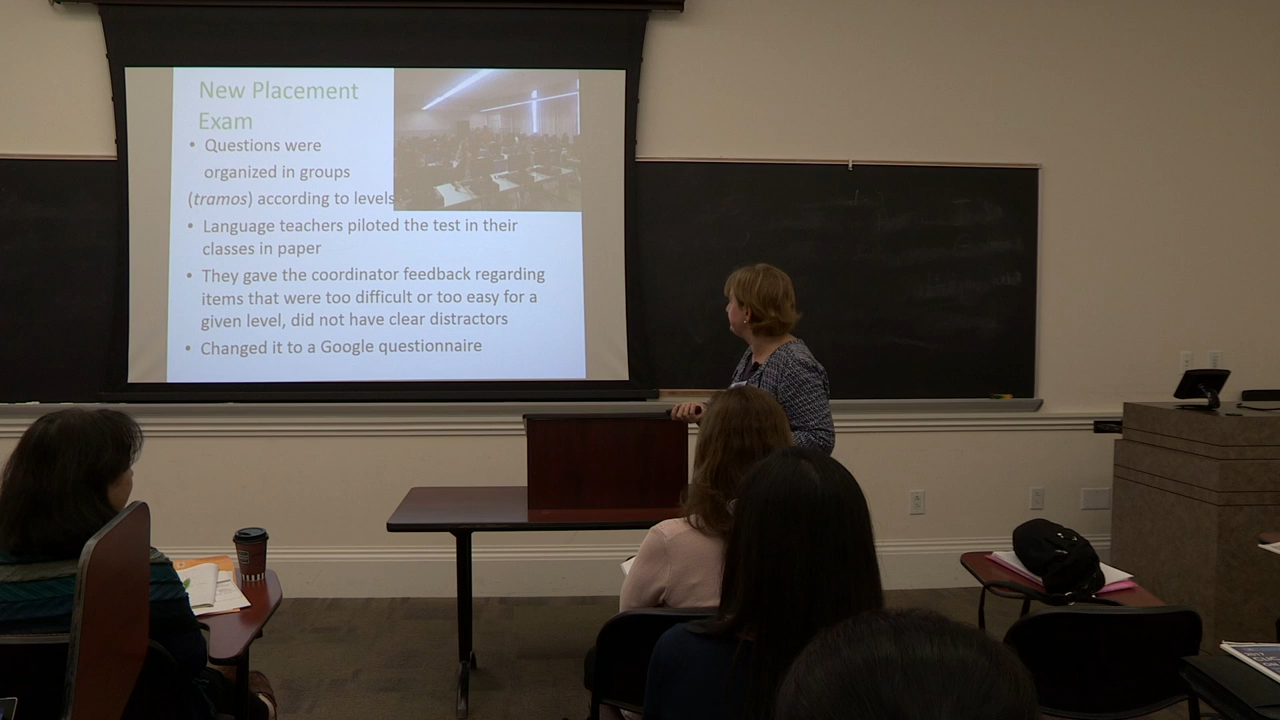 New Placement
Exam
• Questions were
organized in groups
(tramos) according to levels
• Language teachers piloted the test in their
classes in paper
• They gave the coordinator feedback regarding
items that were too difficult or too easy for a
given level, did not have clear distractors
• Changed it to a Google questionnaire